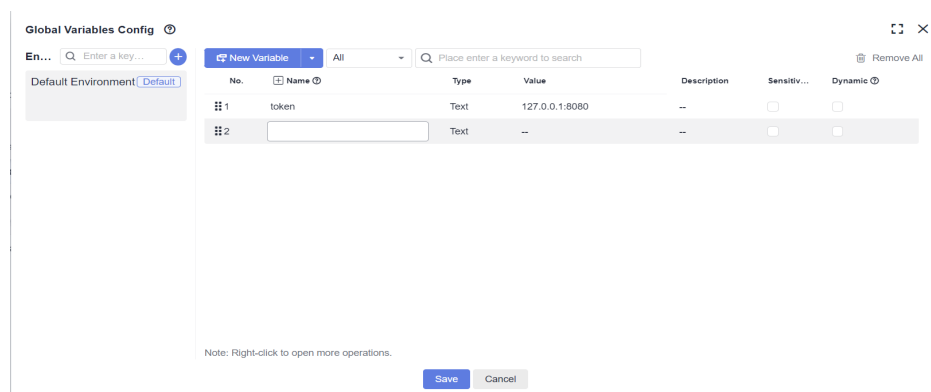 Global Variables Config
En... Enter a key... New Variable All Place enter a keyword to search Remove All
Default Environment Default
No. Name Type Value Description Sensitiv... Dynamic
1 token Text 127.0.0.1:8080 --
2 Text -- --
Note: Right-click to open more operations.
Save Cancel